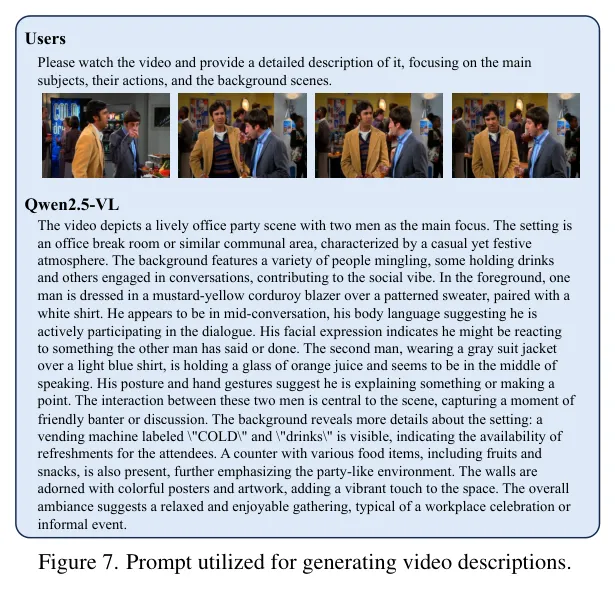 Users
Please watch the video and provide a detailed description of it, focusing on the main
subjects, their actions, and the background scenes.
COLD
dr
Qwen2.5-VL
The video depicts a lively office party scene with two men as the main focus. The setting is
an office break room or similar communal area, characterized by a casual yet festive
atmosphere. The background features a variety of people mingling, some holding drinks
and others engaged in conversations, contributing to the social vibe. In the foreground, one
man is dressed in a mustard-yellow corduroy blazer over a patterned sweater, paired with a
white shirt. He appears to be in mid-conversation, his body language suggesting he is
actively participating in the dialogue. His facial expression indicates he might be reacting
to something the other man has said or done. The second man, wearing a gray suit jacket
over a light blue shirt, is holding a glass of orange juice and seems to be in the middle of
speaking. His posture and hand gestures suggest he is explaining something or making a
point. The interaction between these two men is central to the scene, capturing a moment of
friendly banter or discussion. The background reveals more details about the setting: a
vending machine labeled \"COLD\" and \"drinks\" is visible, indicating the availability of
refreshments for the attendees. A counter with various food items, including fruits and
snacks, is also present, further emphasizing the party-like environment. The walls are
adorned with colorful posters and artwork, adding a vibrant touch to the space. The overall
ambiance suggests a relaxed and enjoyable gathering, typical of a workplace celebration or
informal event.
Figure 7. Prompt utilized for generating video descriptions.